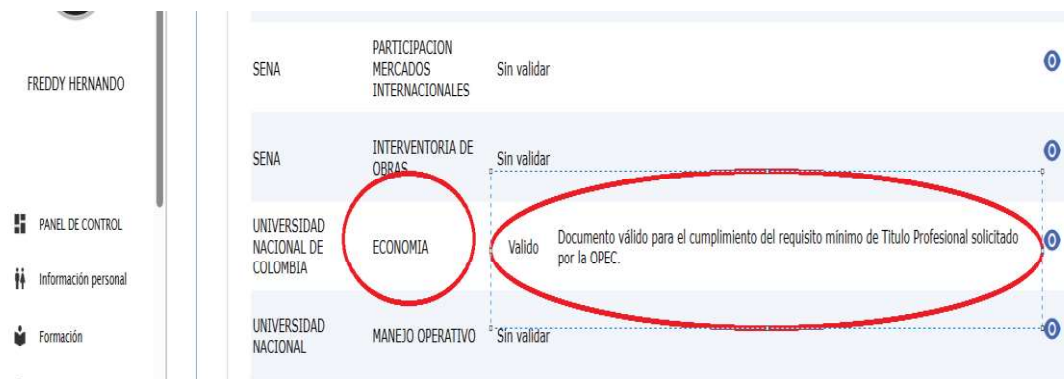 FREDDY HERNANDO
PANEL DE CONTROL
Información personal
Formación
SENA
PARTICIPACION
MERCADOS
INTERNACIONALES
Sin validar
SENA
INTERVENTORIA DE
OBRAS
Sin validar
UNIVERSIDAD
NACIONAL DE
COLOMBIA
ECONOMIA
Valido
Documento válido para el cumplimiento del requisito mínimo de Titulo Profesional solicitado
por la OPEC.
UNIVERSIDAD
NACIONAL
MANEJO OPERATIVO
Sin validar